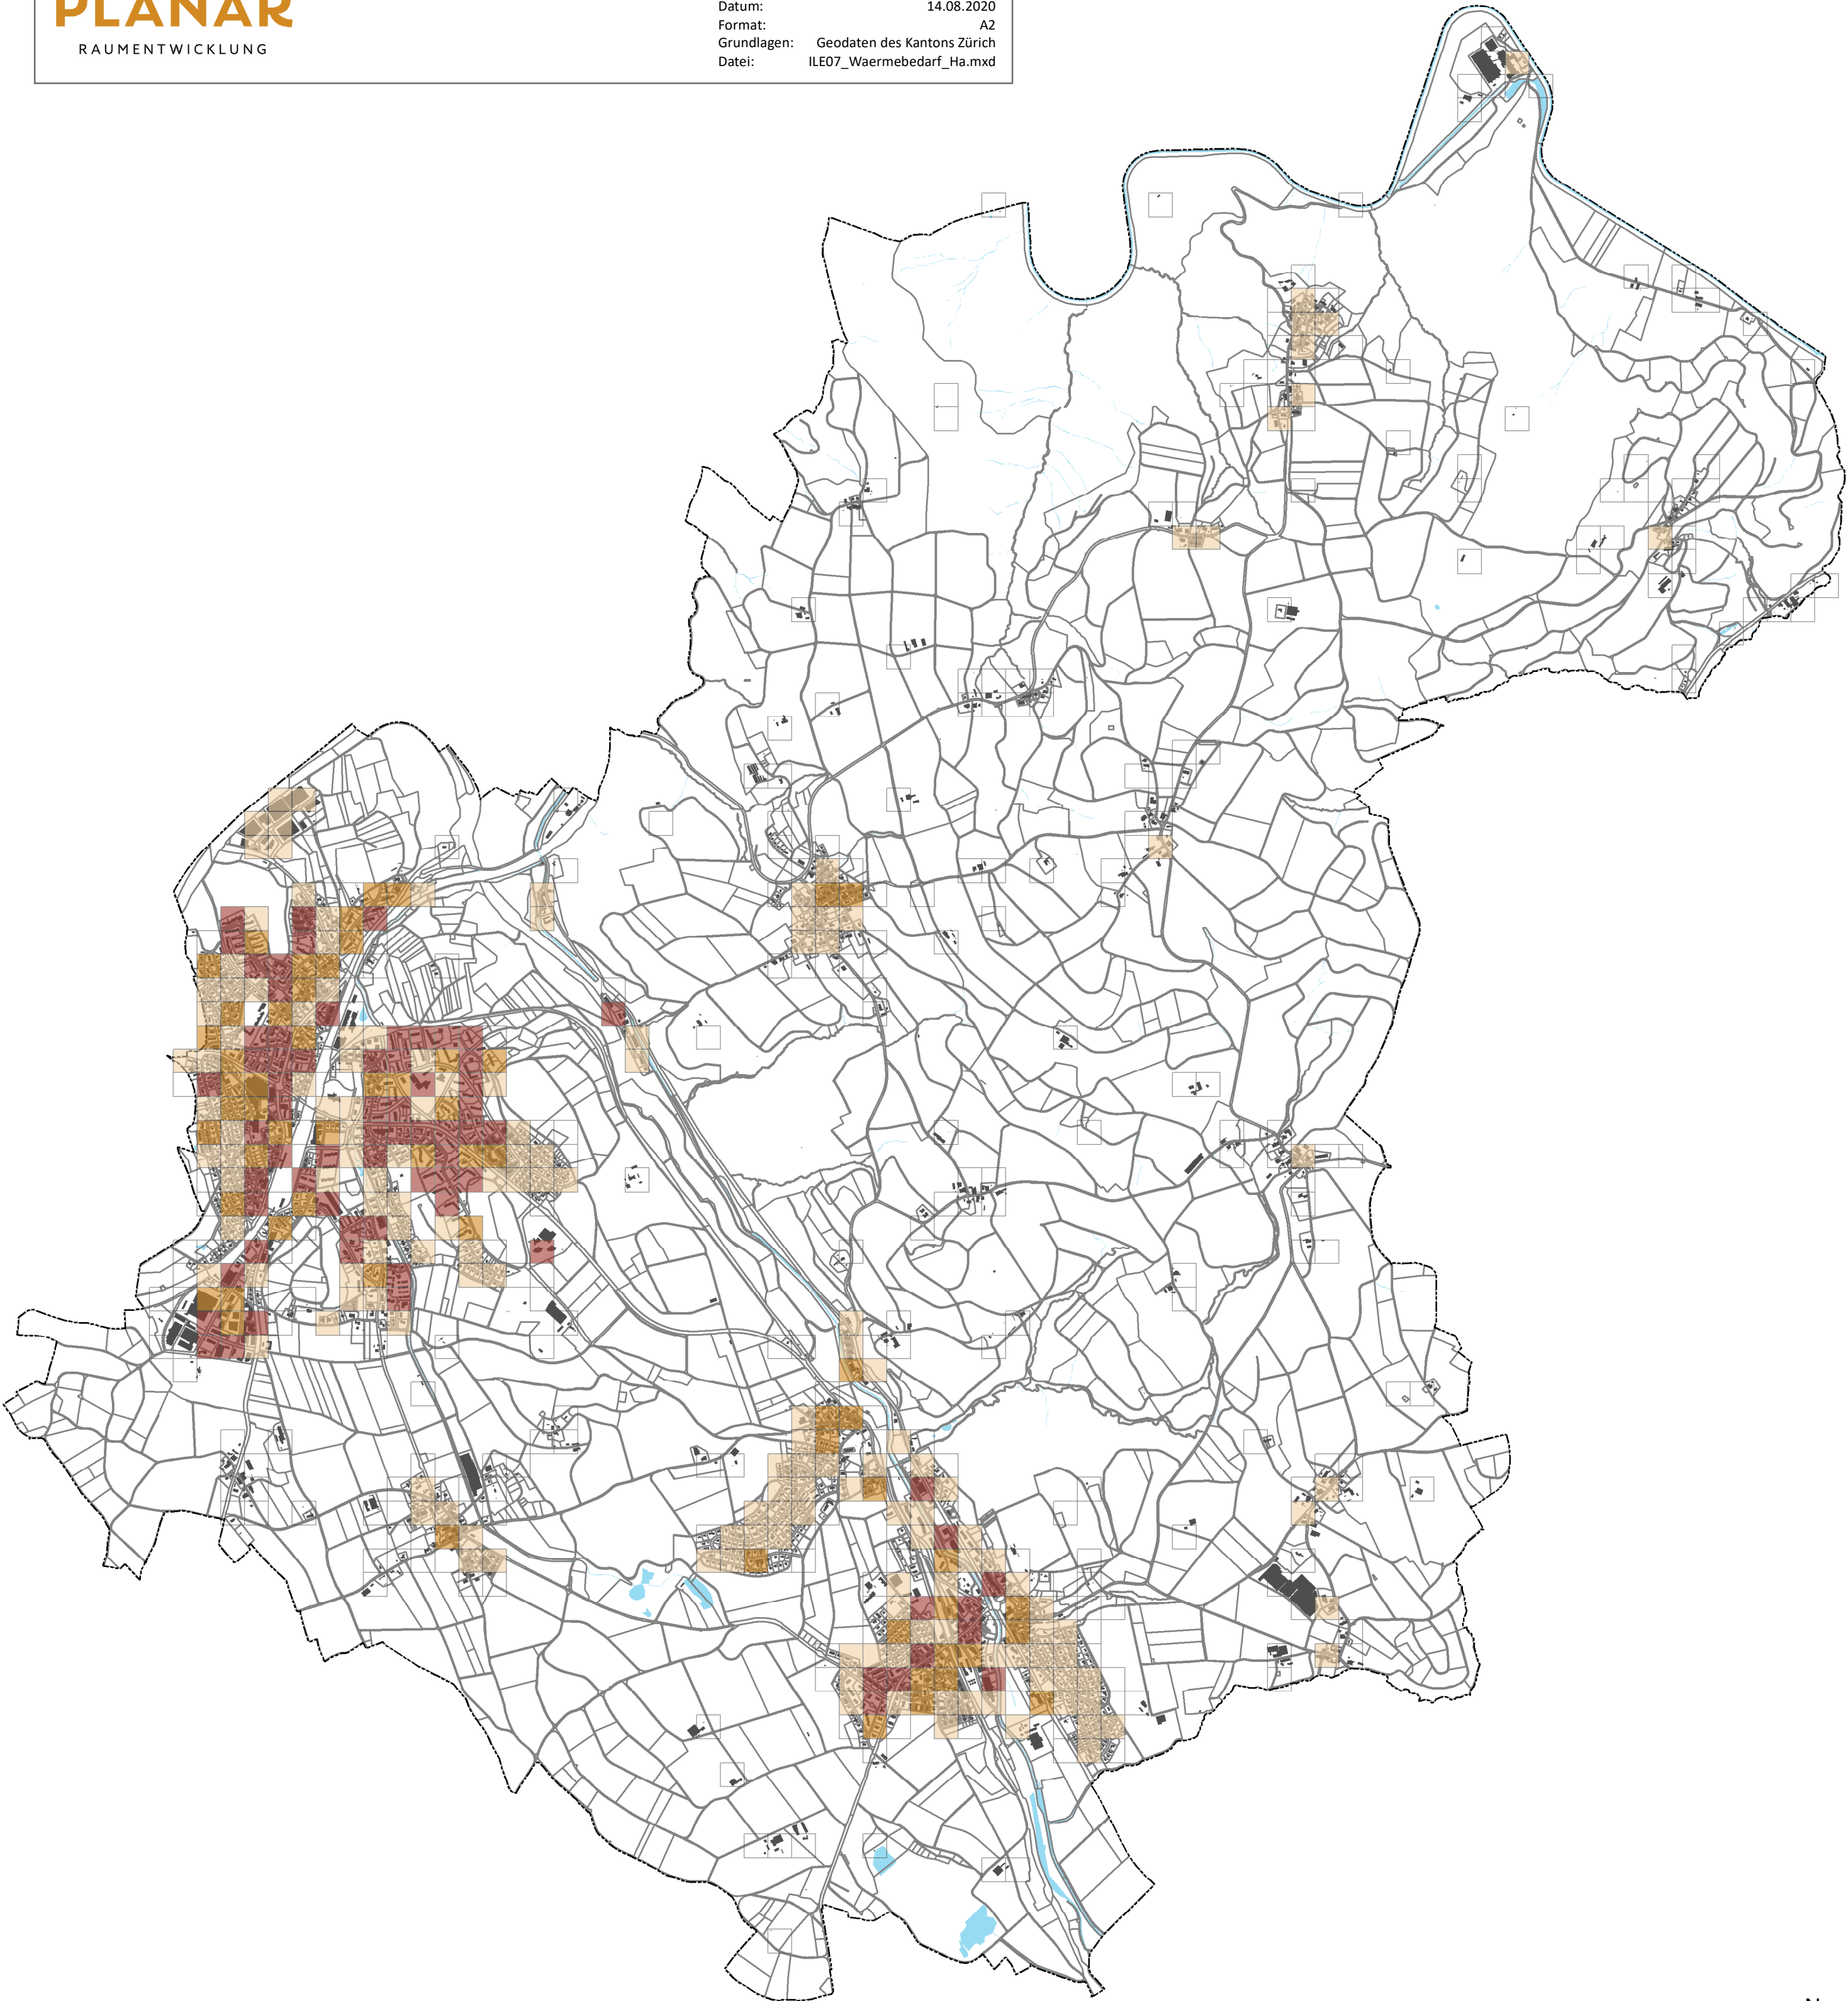 PLANAR
RAUMENTWICKLUNG
Datum: 14.08.2020
Format: A2
Grundlagen: Geodaten des Kantons Zürich
Datei: ILE07_Waermebedarf_Ha.mxd